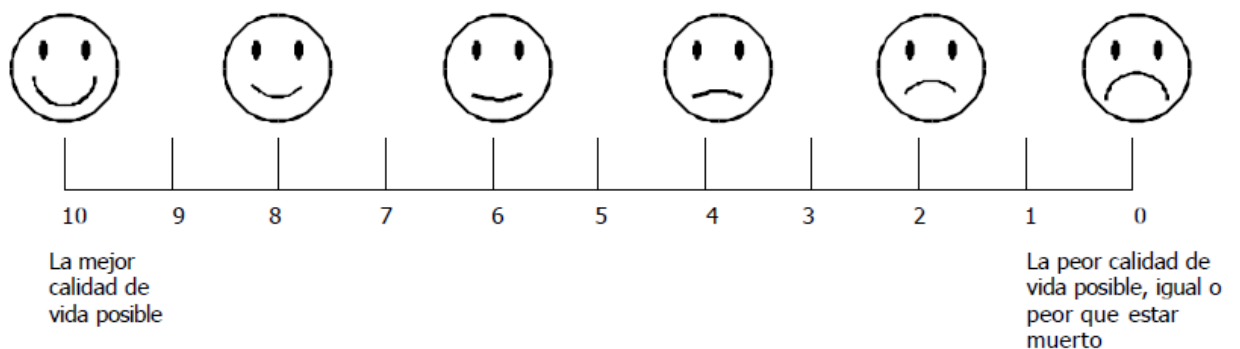 10 9 8 7 6 5 4 3 2 1 0
La mejor
calidad de
vida posible
La peor calidad de
vida posible, igual o
peor que estar
muerto